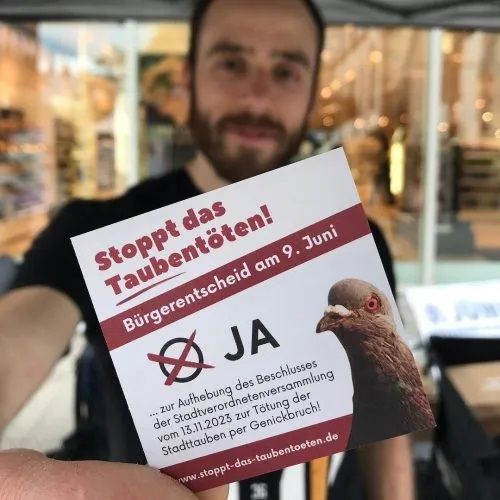 Stoppt das
Taubentöten!
Bürgerentscheid am 9. Juni
JA
... zur Aufhebung des Beschlusses
der Stadtverordnetenversammlung
vom 13.11.2023 zur Tötung der
Stadttauben per Genickbruch!
www.stoppt-das-taubentoeten.de